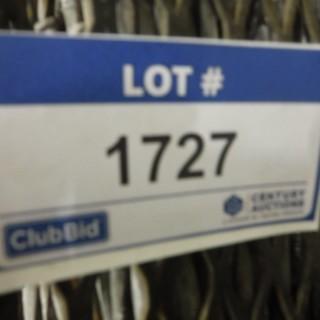 LOT #
1727
ClubBid
CENTURY
AUCTIONS